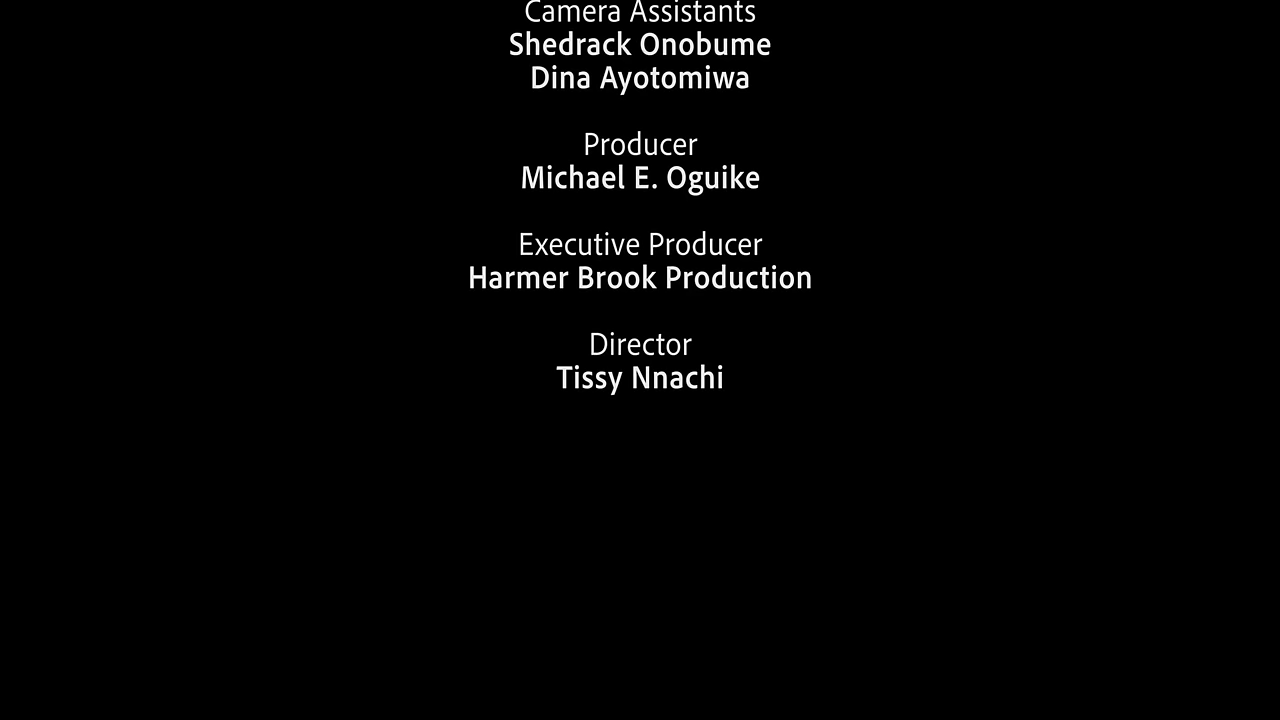 Camera Assistants
Shedrack Onobume
Dina Ayotomiwa
Producer
Michael E. Oguike
Executive Producer
Harmer Brook Production
Director
Tissy Nnachi